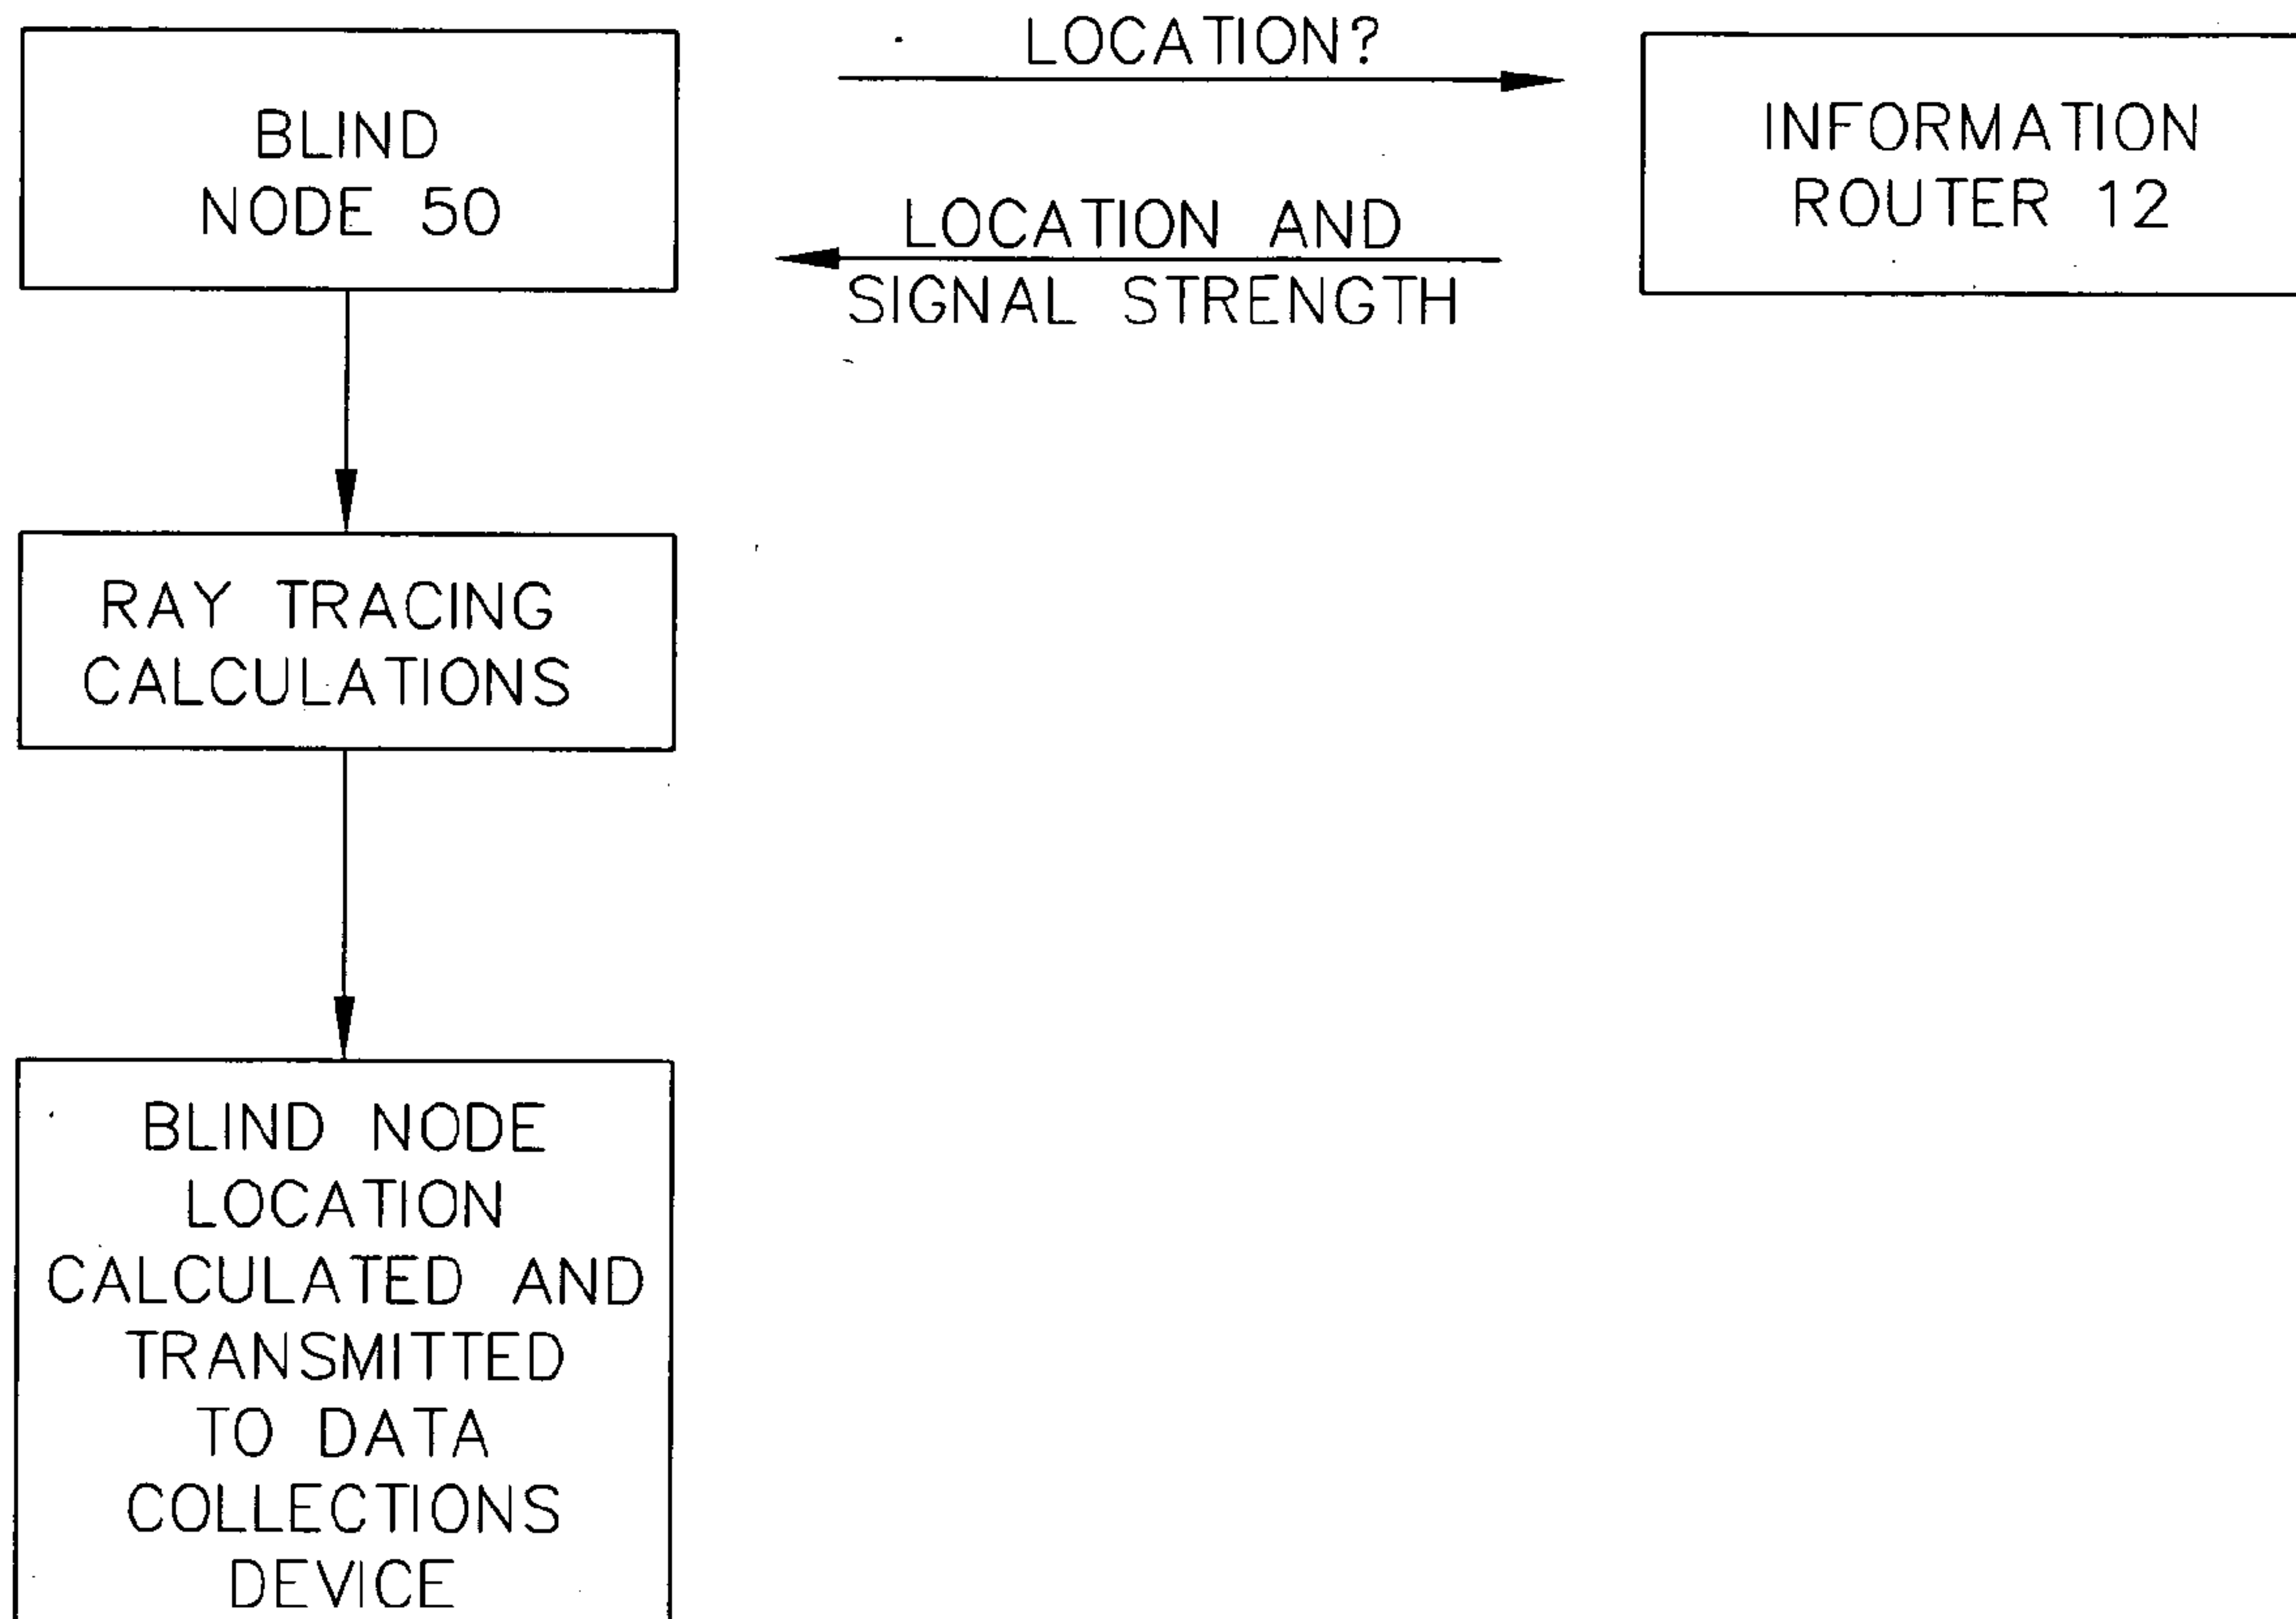 BLIND
NODE 50
LOCATION?
LOCATION AND
SIGNAL STRENGTH
INFORMATION
ROUTER 12
RAY TRACING
CALCULATIONS
BLIND NODE
LOCATION
CALCULATED AND
TRANSMITTED
TO DATA
COLLECTIONS
DEVICE